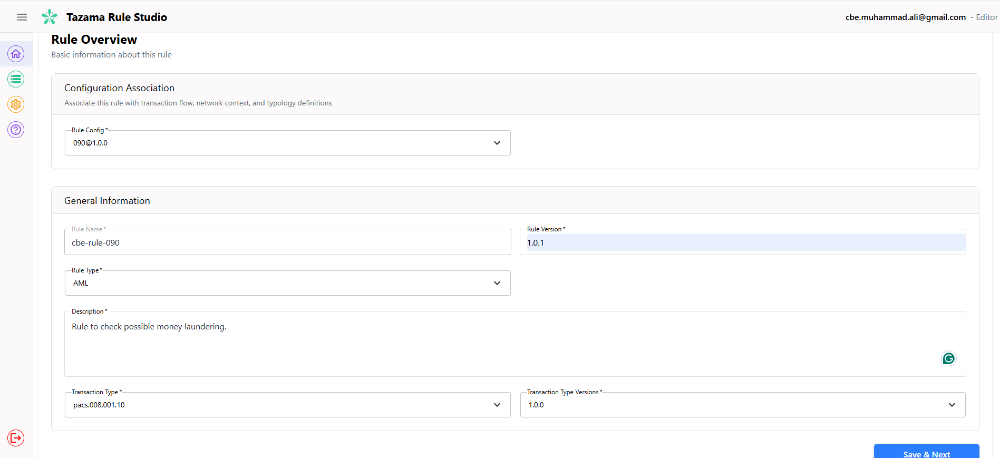 Tazama Rule Studio
cbe.muhammad.ali@gmail.com - Editor
Rule Overview
Basic information about this rule
Configuration Association
Associate this rule with transaction flow, network context, and typology definitions
Rule Config *
090@1.0.0
General Information
Rule Name *
cbe-rule-090
Rule Version *
1.0.1
Rule Type *
AML
Description *
Rule to check possible money laundering.
Transaction Type *
pacs.008.001.10
Transaction Type Versions *
1.0.0
Save & Next